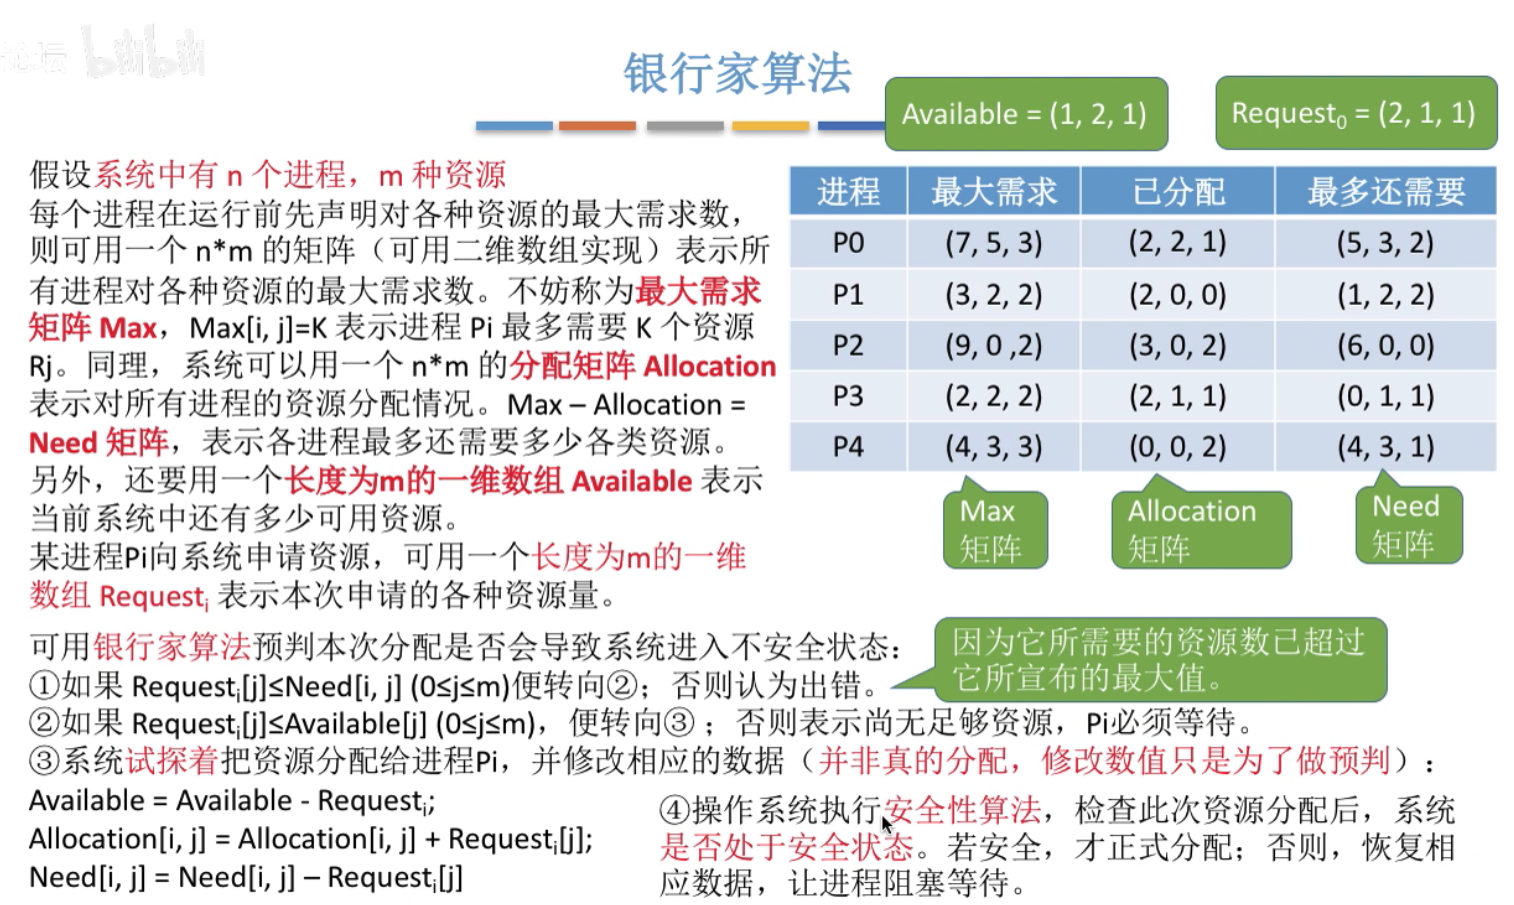 论坛 bilibili
银行家算法
Available = (1, 2, 1)
Request₀ = (2, 1, 1)
假设系统中有 n 个进程，m 种资源
每个进程在运行前先声明对各种资源的最大需求数，
则可用一个 n*m 的矩阵（可用二维数组实现）表示所
有进程对各种资源的最大需求数。不妨称为最大需求
矩阵 Max，Max[i, j]=K 表示进程 Pi 最多需要 K 个资源
Rj。同理，系统可以用一个 n*m 的分配矩阵 Allocation
表示对所有进程的资源分配情况。Max – Allocation =
Need 矩阵，表示各进程最多还需要多少各类资源。
另外，还要用一个长度为m的一维数组 Available 表示
当前系统中还有多少可用资源。
某进程Pi向系统申请资源，可用一个长度为m的一维
数组 Requestᵢ 表示本次申请的各种资源量。
进程 最大需求 已分配 最多还需要
P0 (7, 5, 3) (2, 2, 1) (5, 3, 2)
P1 (3, 2, 2) (2, 0, 0) (1, 2, 2)
P2 (9, 0 ,2) (3, 0, 2) (6, 0, 0)
P3 (2, 2, 2) (2, 1, 1) (0, 1, 1)
P4 (4, 3, 3) (0, 0, 2) (4, 3, 1)
Max
矩阵
Allocation
矩阵
Need
矩阵
可用银行家算法预判本次分配是否会导致系统进入不安全状态：
①如果 Requestᵢ[j]≤Need[i, j] (0≤j≤m)便转向②；否则认为出错。
因为它所需要的资源数已超过
它所宣布的最大值。
②如果 Requestᵢ[j]≤Available[j] (0≤j≤m)，便转向③；否则表示尚无足够资源，Pi必须等待。
③系统试探着把资源分配给进程Pi，并修改相应的数据（并非真的分配，修改数值只是为了做预判）：
Available = Available - Requestᵢ;
Allocation[i, j] = Allocation[i, j] + Requestᵢ[j];
Need[i, j] = Need[i, j] – Requestᵢ[j]
④操作系统执行安全性算法，检查此次资源分配后，系统
是否处于安全状态。若安全，才正式分配；否则，恢复相
应数据，让进程阻塞等待。